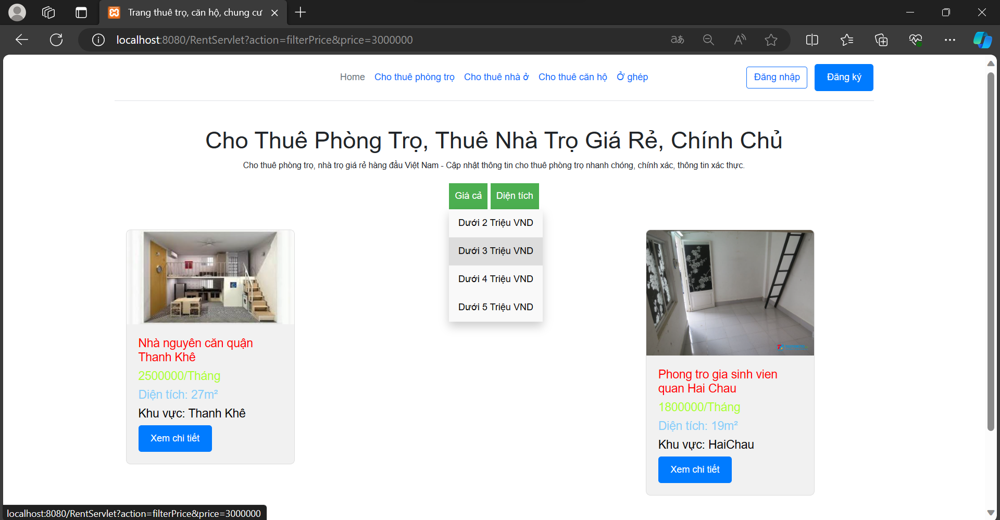 Trang thuê trọ, căn hộ, chung cư
localhost:8080/RentServlet?action=filterPrice&price=3000000
Home Cho thuê phòng trọ Cho thuê nhà ở Cho thuê căn hộ Ở ghép Đăng nhập Đăng ký
Cho Thuê Phòng Trọ, Thuê Nhà Trọ Giá Rẻ, Chính Chủ
Cho thuê phòng trọ, nhà trọ giá rẻ hàng đầu Việt Nam - Cập nhật thông tin cho thuê phòng trọ nhanh chóng, chính xác, thông tin xác thực.
Giá cả Diện tích
Dưới 2 Triệu VND
Dưới 3 Triệu VND
Dưới 4 Triệu VND
Dưới 5 Triệu VND
Nhà nguyên căn quận
Thanh Khê
2500000/Tháng
Diện tích: 27m²
Khu vực: Thanh Khê
Xem chi tiết
Phong tro gia sinh vien
quan Hai Chau
1800000/Tháng
Diện tích: 19m²
Khu vực: HaiChau
Xem chi tiết
localhost:8080/RentServlet?action=filterPrice&price=3000000